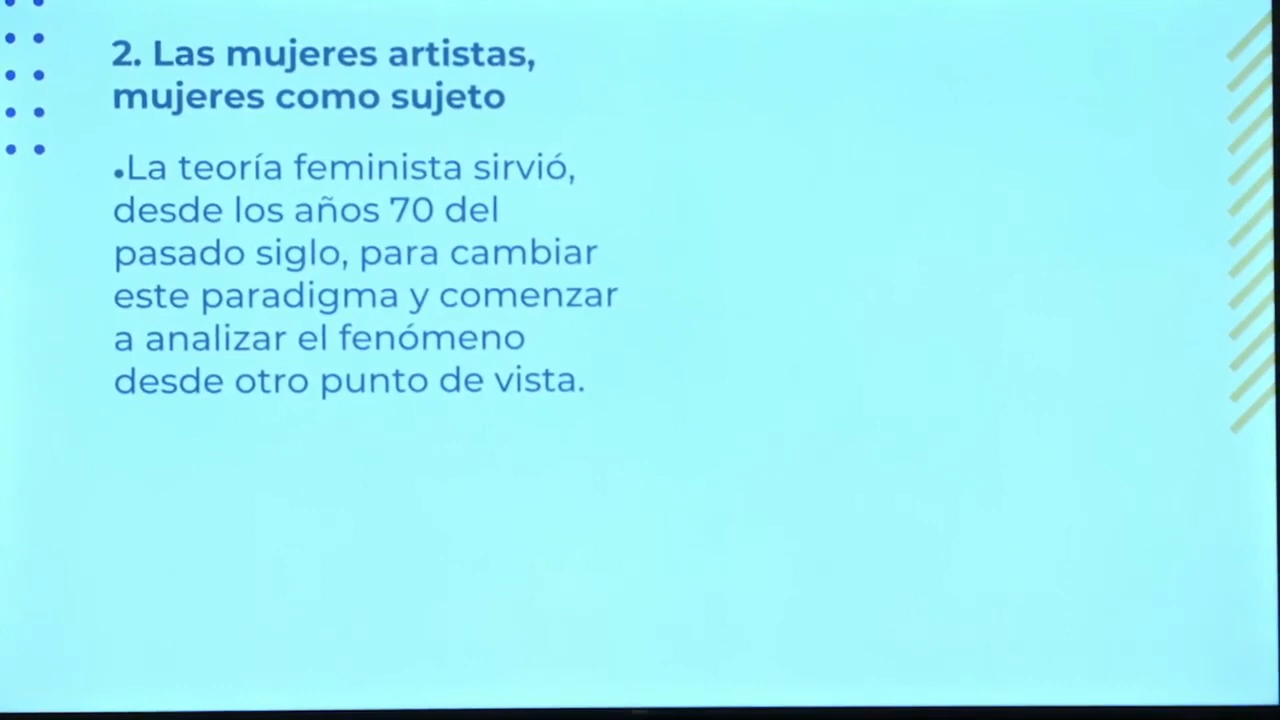 2. Las mujeres artistas,
mujeres como sujeto
•La teoría feminista sirvió,
desde los años 70 del
pasado siglo, para cambiar
este paradigma y comenzar
a analizar el fenómeno
desde otro punto de vista.